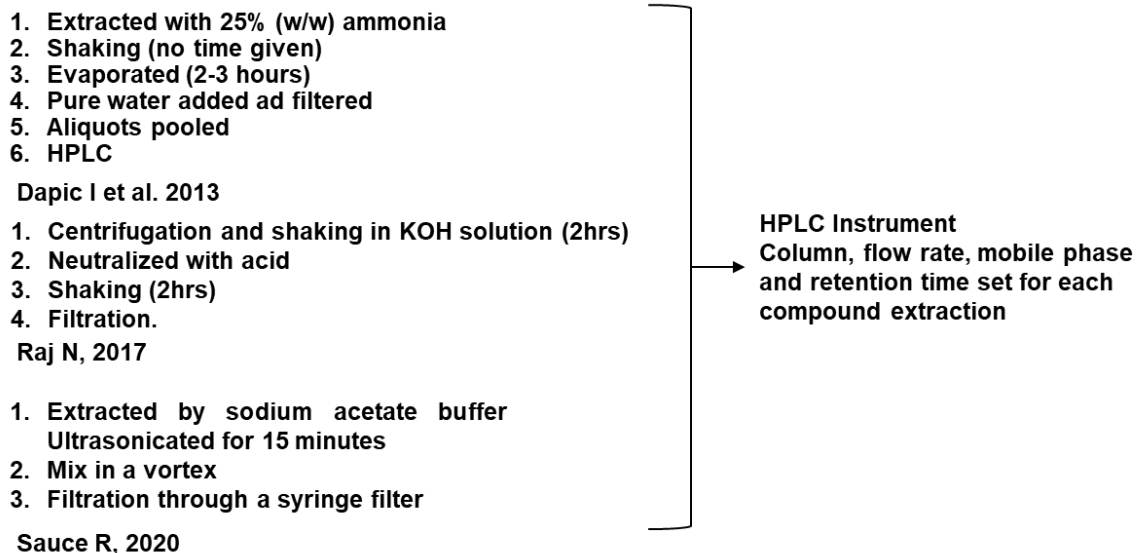 1. Extracted with 25% (w/w) ammonia
2. Shaking (no time given)
3. Evaporated (2-3 hours)
4. Pure water added ad filtered
5. Aliquots pooled
6. HPLC
Dapic I et al. 2013
1. Centrifugation and shaking in KOH solution (2hrs)
2. Neutralized with acid
3. Shaking (2hrs)
4. Filtration.
Raj N, 2017
1. Extracted by sodium acetate buffer
Ultrasonicated for 15 minutes
2. Mix in a vortex
3. Filtration through a syringe filter
Sauce R, 2020
HPLC Instrument
Column, flow rate, mobile phase
and retention time set for each
compound extraction